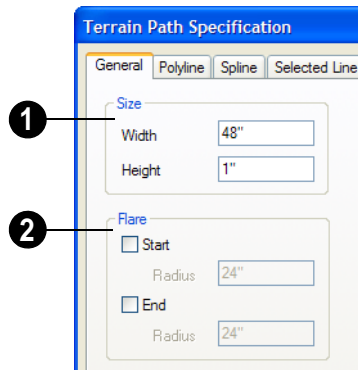 Terrain Path Specification
General Polyline Spline Selected Line
1
Size
Width 48"
Height 1"
2
Flare
Start
Radius 24"
End
Radius 24"